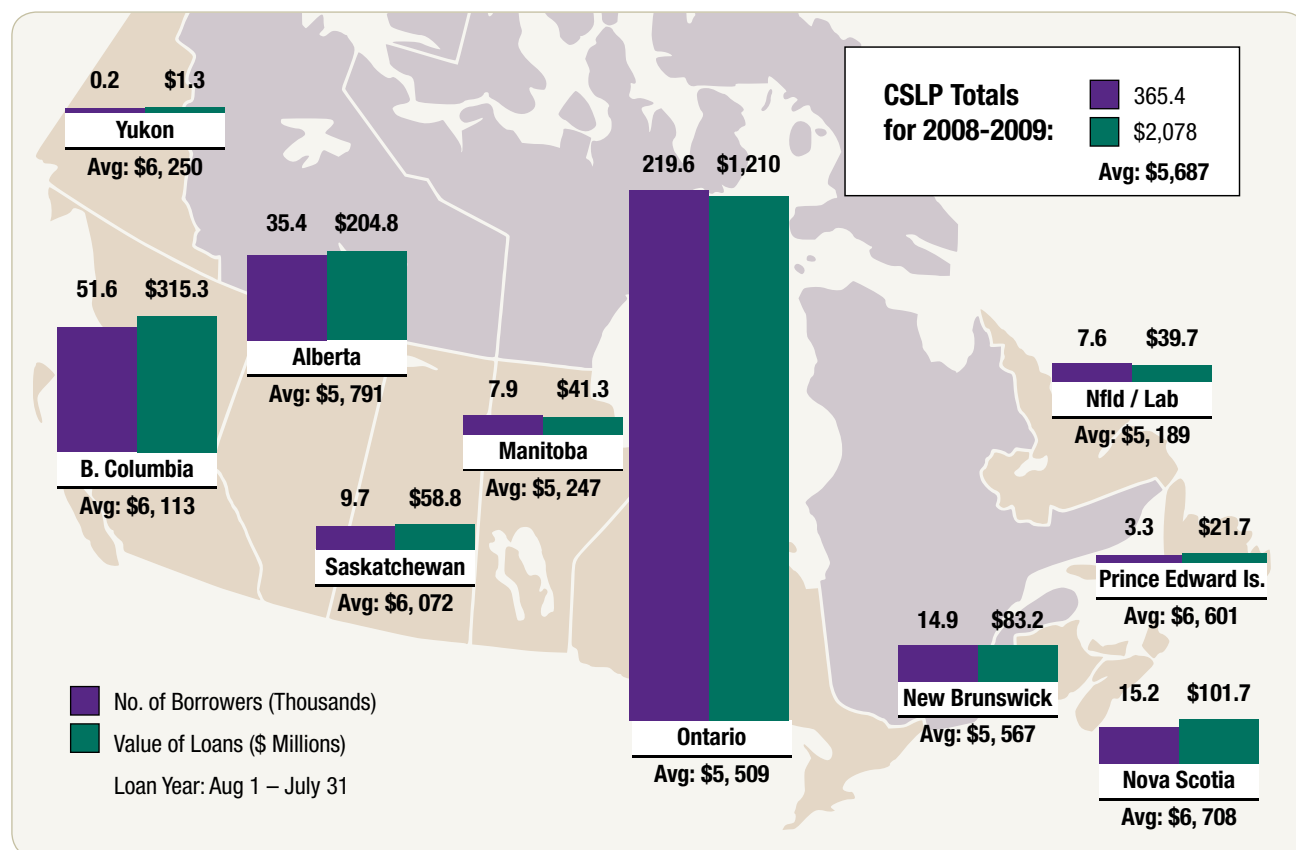 0.2 $1.3
Yukon
Avg: $6, 250
CSLP Totals
for 2008-2009:
365.4
$2,078
Avg: $5,687
219.6 $1,210
Ontario
Avg: $5, 509
35.4 $204.8
Alberta
Avg: $5, 791
51.6 $315.3
B. Columbia
Avg: $6, 113
7.9 $41.3
Manitoba
Avg: $5, 247
9.7 $58.8
Saskatchewan
Avg: $6, 072
7.6 $39.7
Nfld / Lab
Avg: $5, 189
3.3 $21.7
Prince Edward Is.
Avg: $6, 601
14.9 $83.2
New Brunswick
Avg: $5, 567
15.2 $101.7
Nova Scotia
Avg: $6, 708
No. of Borrowers (Thousands)
Value of Loans ($ Millions)
Loan Year: Aug 1 – July 31